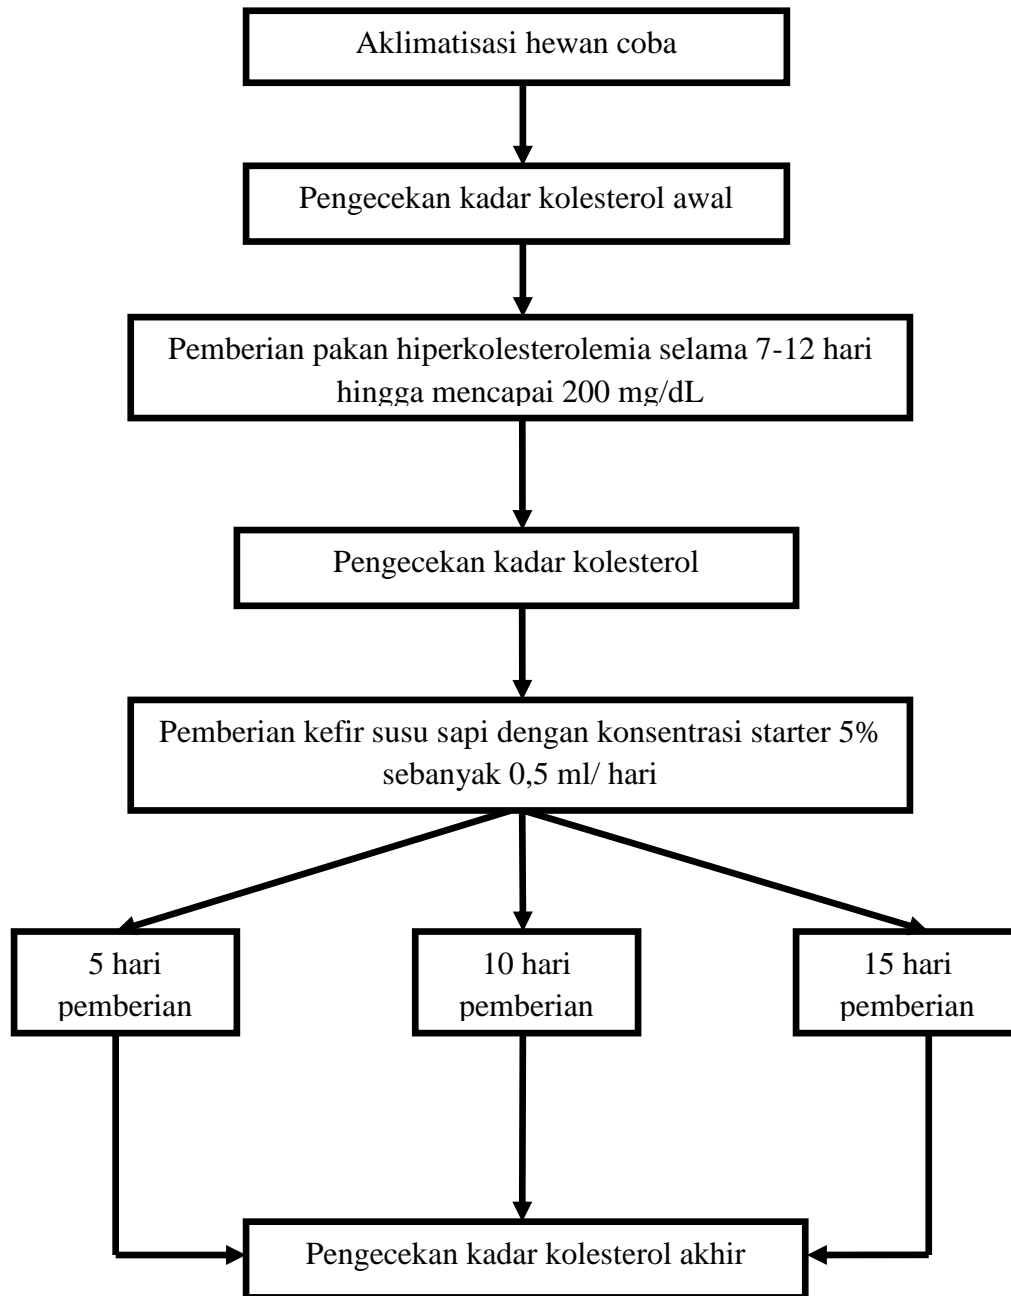 Aklimatisasi hewan coba
Pengecekan kadar kolesterol awal
Pemberian pakan hiperkolesterolemia selama 7-12 hari
hingga mencapai 200 mg/dL
Pengecekan kadar kolesterol
Pemberian kefir susu sapi dengan konsentrasi starter 5%
sebanyak 0,5 ml/ hari
5 hari
pemberian
10 hari
pemberian
15 hari
pemberian
Pengecekan kadar kolesterol akhir